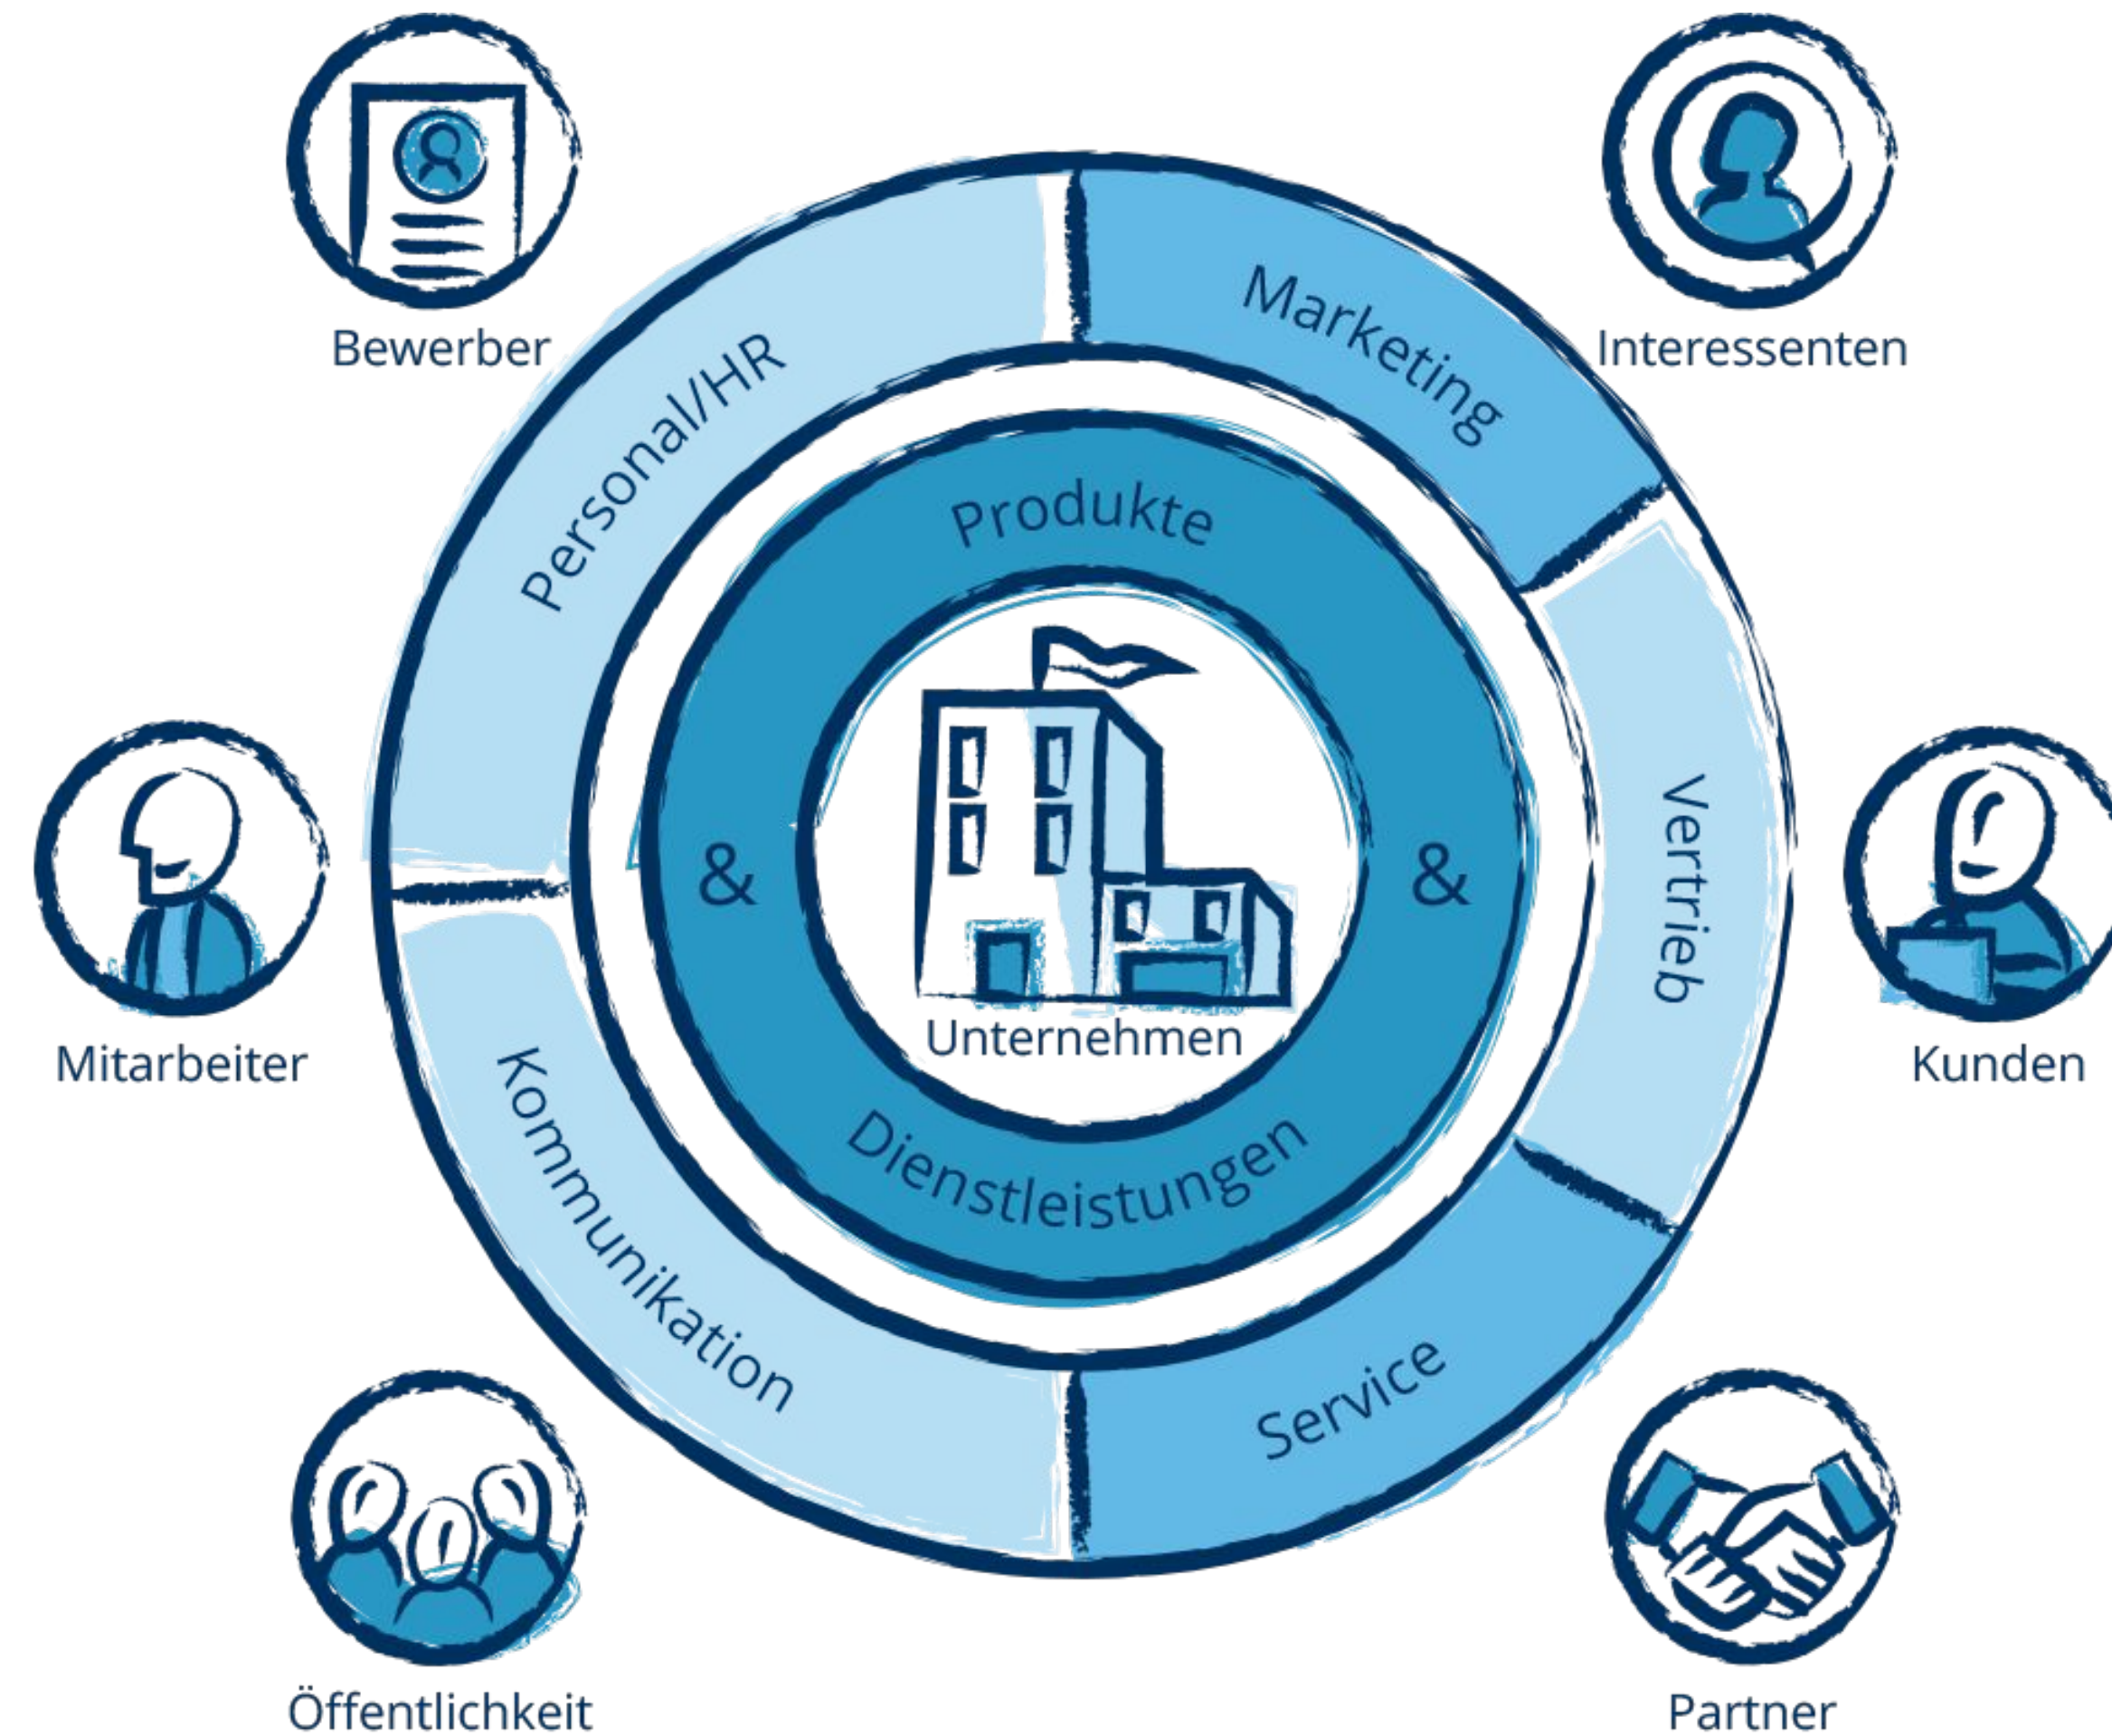 Bewerber
Interessenten
Personal/HR
Marketing
Produkte
&
&
Vertrieb
Unternehmen
Mitarbeiter
Kunden
Dienstleistungen
Kommunikation
Service
Öffentlichkeit
Partner